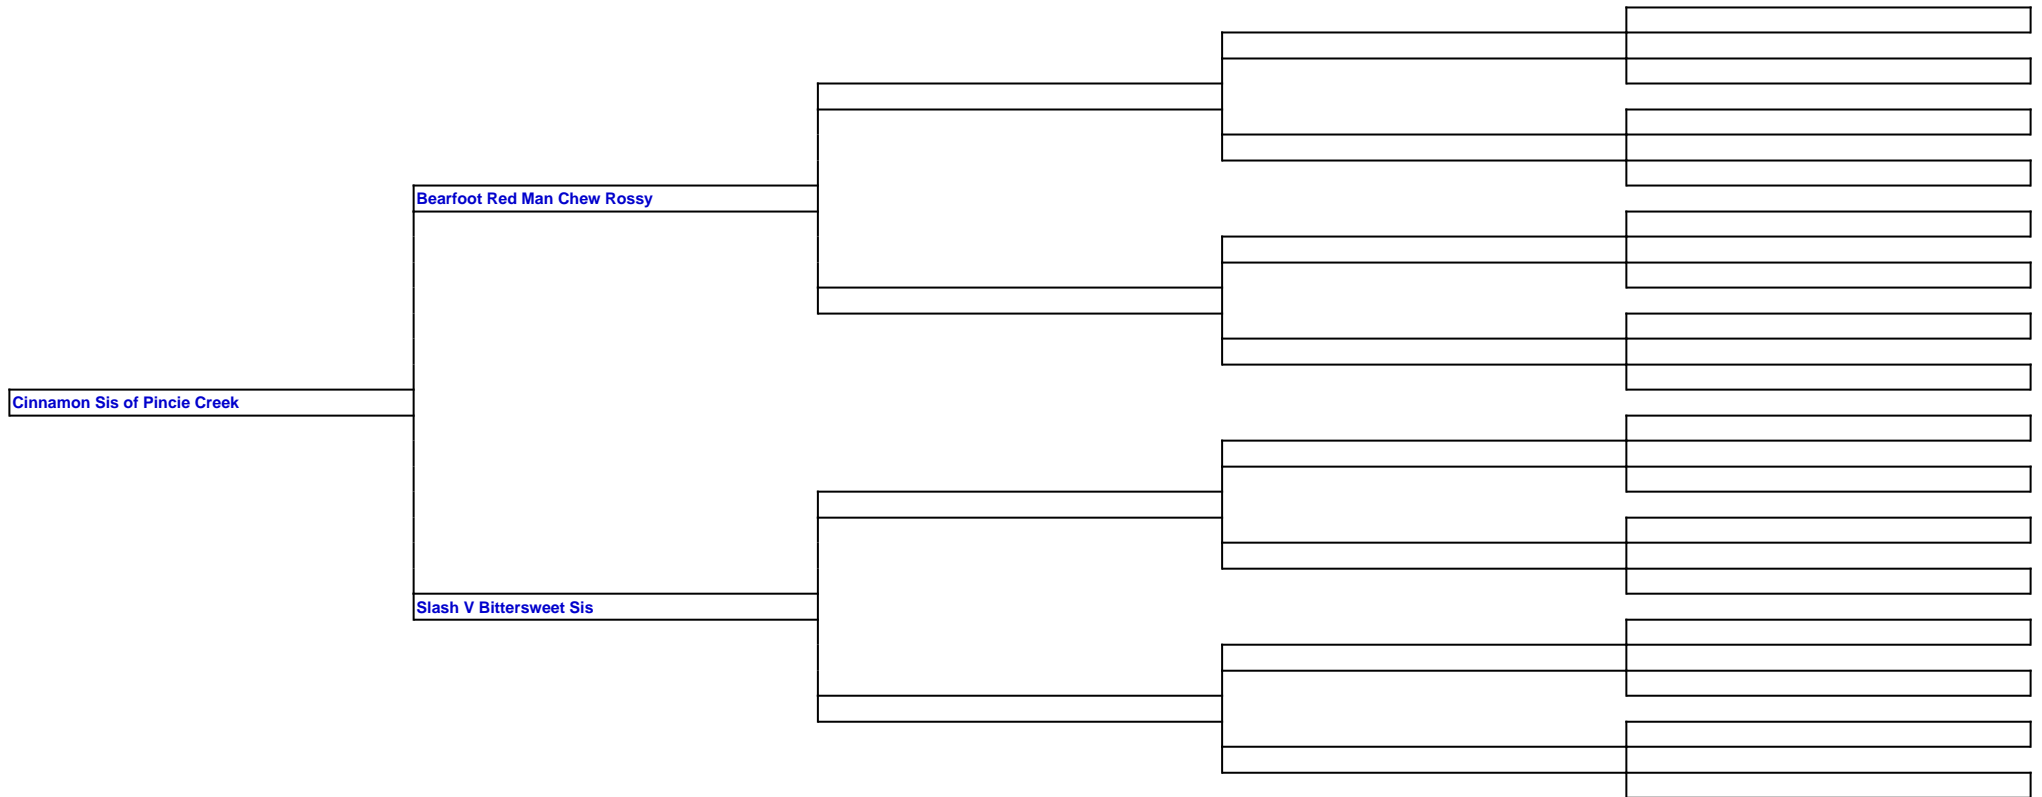 Bearfoot Red Man Chew Rossy
Cinnamon Sis of Pincie Creek
Slash V Bittersweet Sis